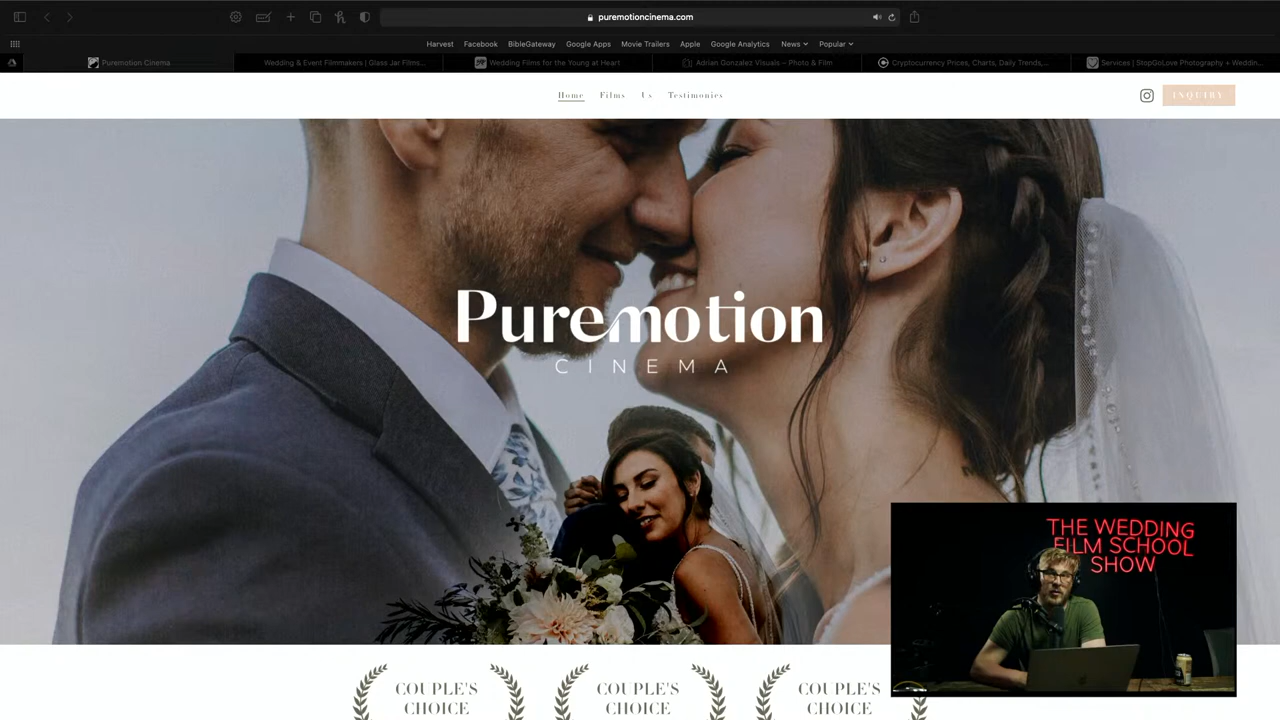 puremotioncinema.com
Harvest Facebook BibleGateway Google Apps Movie Trailers Apple Google Analytics News Popular
Puremotion Cinema
Wedding & Event Filmmakers | Glass Jar Films...
Wedding Films for the Young at Heart
Adrian Gonzalez Visuals – Photo & Film
Cryptocurrency Prices, Charts, Daily Trends,...
Services | StopGoLove Photography + Weddin...
Home Films Us Testimonies
INQUIRY
Puremotion
CINEMA
THE WEDDING
FILM SCHOOL
SHOW
COUPLE'S
CHOICE
COUPLE'S
CHOICE
COUPLE'S
CHOICE